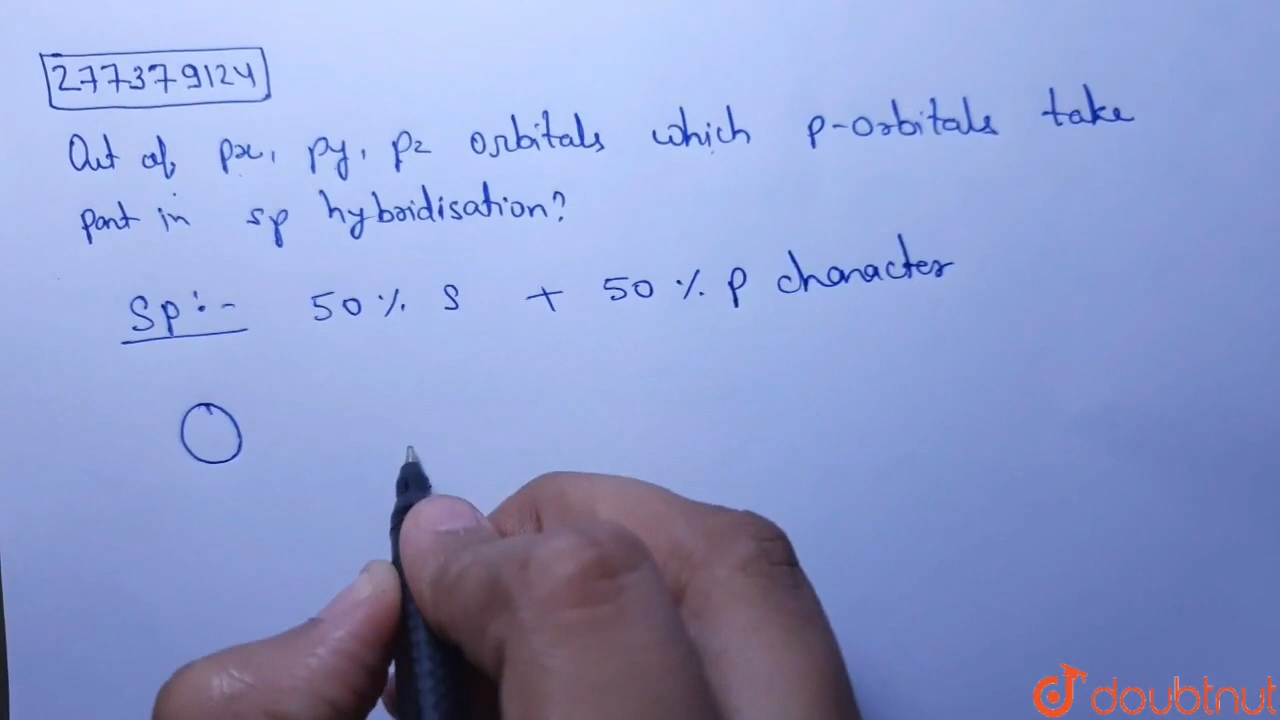 277379124
Out of px, py, pz orbitals which p-orbitals take
part in sp hybridisation?
Sp:- 50% s + 50% p character
doubtnut